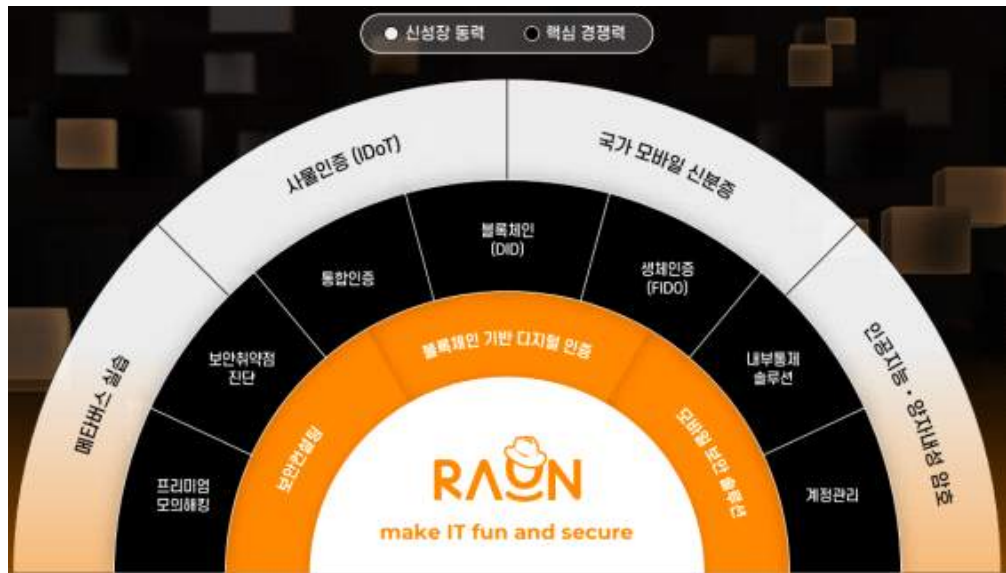 신성장 동력
핵심 경쟁력
메타버스 실습
사물인증 (IDoT)
국가 모바일 신분증
인공지능 · 양자내성 암호
프리미엄
모의해킹
보안취약점
진단
통합인증
블록체인
(DID)
생체인증
(FIDO)
내부통제
솔루션
계정관리
보안컨설팅
블록체인 기반 디지털 인증
모바일 보안 솔루션
RAON
make IT fun and secure